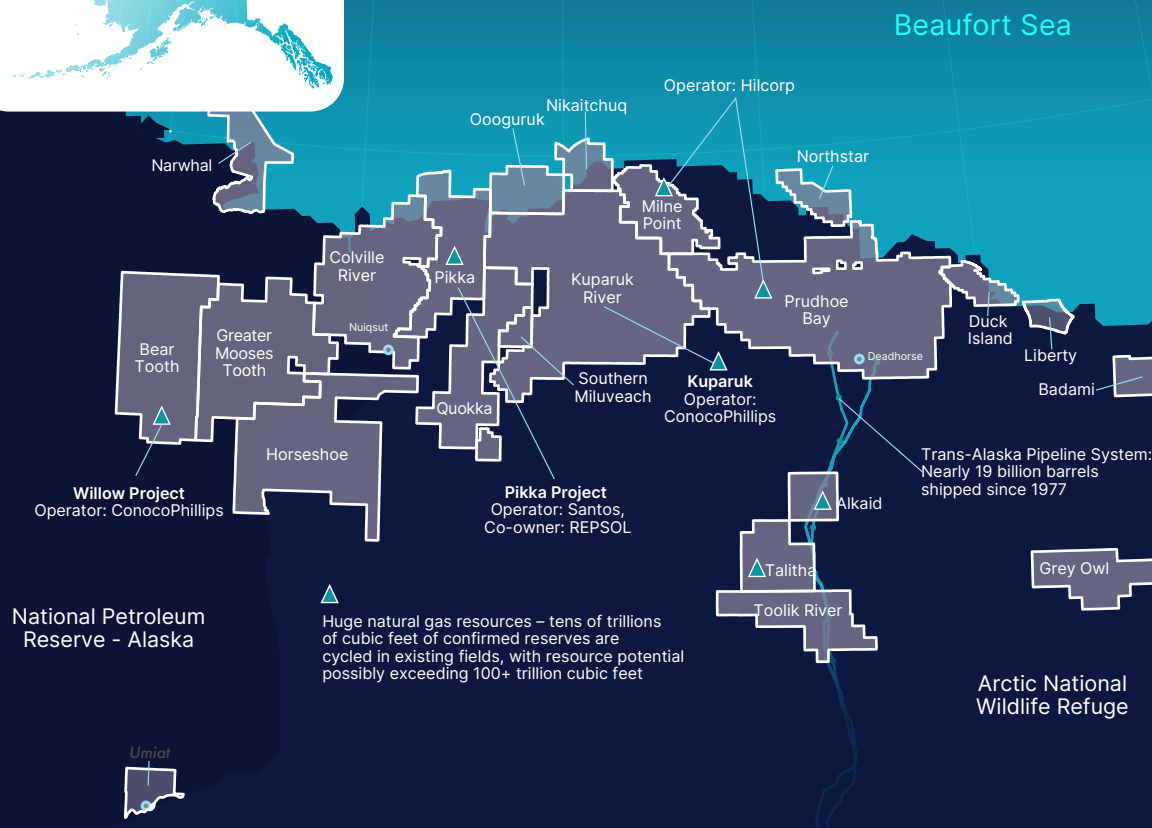 Beaufort Sea
Operator: Hilcorp
Nikaitchuq
Oooguruk
Narwhal
Northstar
Milne
Point
Colville
River
Pikka
Kuparuk
River
Prudhoe
Bay
Nuiqsut
Greater
Mooses
Tooth
Bear
Tooth
Duck
Island
Liberty
Deadhorse
Badami
Southern
Miluveach
Kuparuk
Operator:
ConocoPhillips
Quokka
Horseshoe
Trans-Alaska Pipeline System:
Nearly 19 billion barrels
shipped since 1977
Willow Project
Operator: ConocoPhillips
Pikka Project
Operator: Santos,
Co-owner: REPSOL
Alkaid
Talitha
Grey Owl
Toolik River
National Petroleum
Reserve - Alaska
Huge natural gas resources – tens of trillions
of cubic feet of confirmed reserves are
cycled in existing fields, with resource potential
possibly exceeding 100+ trillion cubic feet
Arctic National
Wildlife Refuge
Umiat